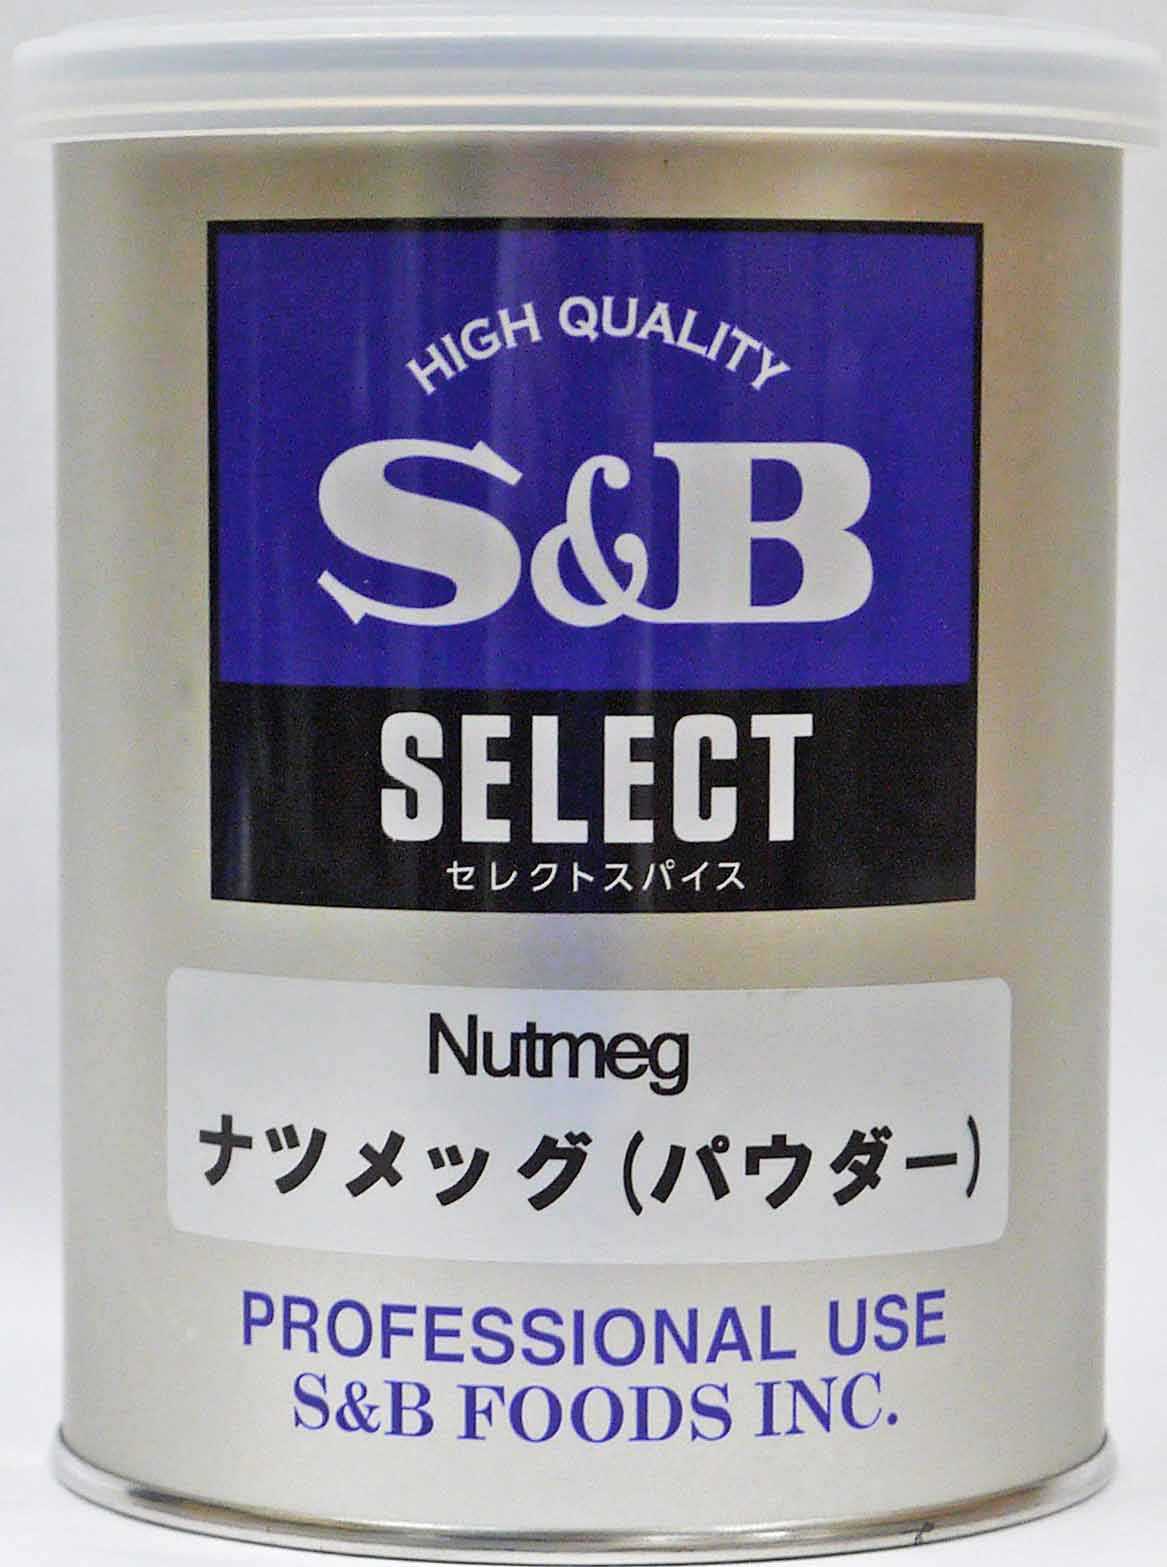 HIGH QUALITY
S&B
SELECT
セレクトスパイス
Nutmeg
ナツメッグ(パウダー)
PROFESSIONAL USE
S&B FOODS INC.